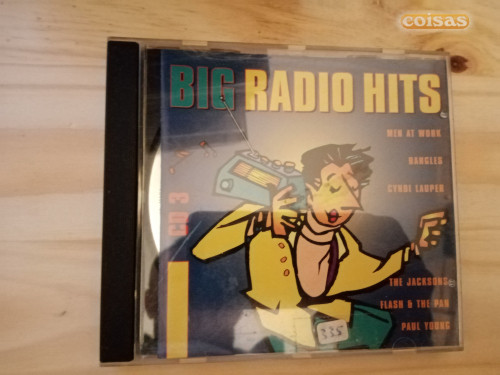 coisas
BIG RADIO HITS
MEN AT WORK
BANGLES
CYNDI LAUPER
CD 3
THE JACKSONS
FLASH & THE PAN
PAUL YOUNG
335